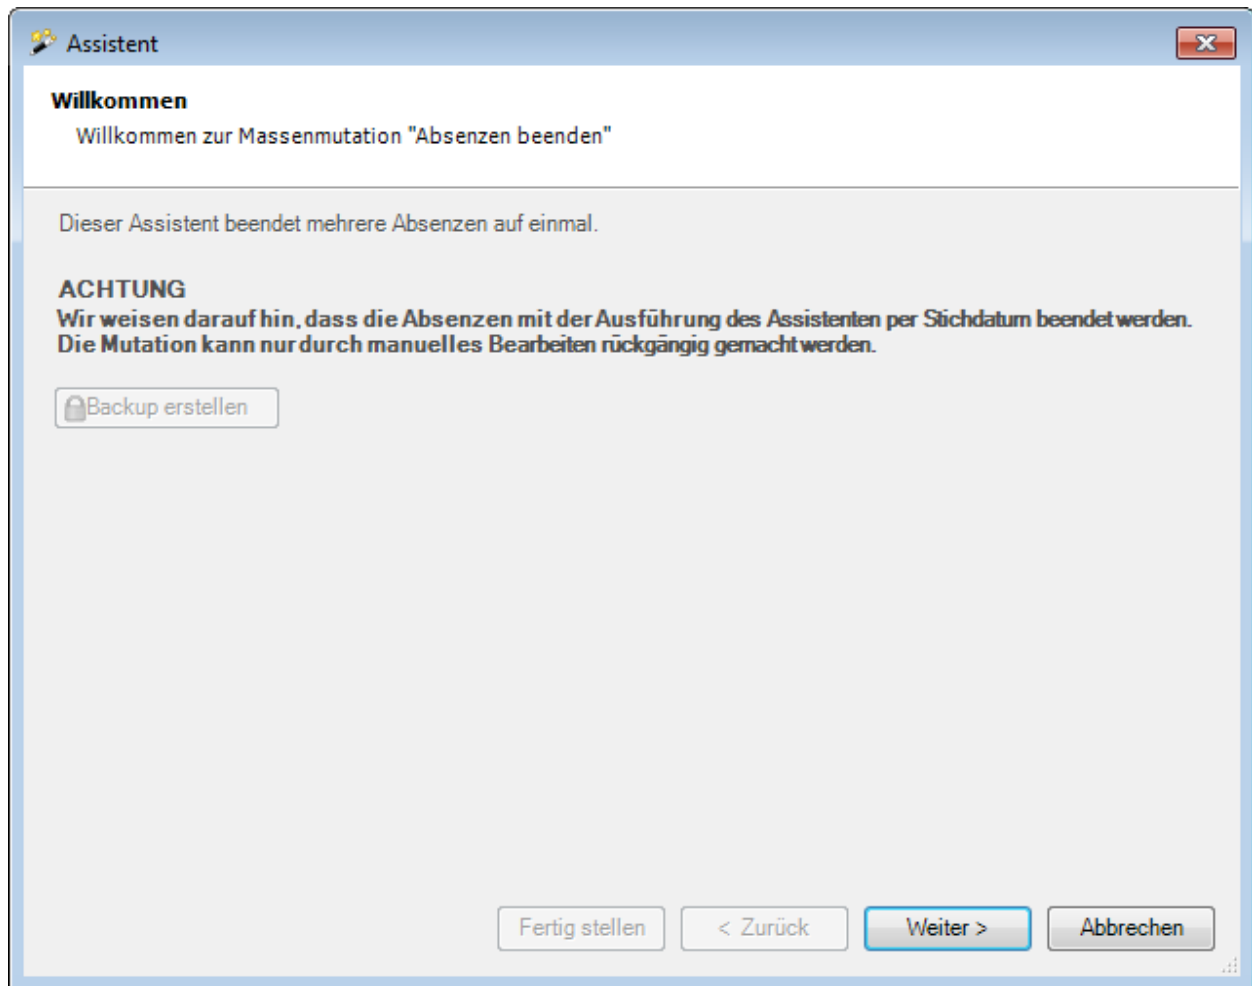 Assistent
Willkommen
Willkommen zur Massenmutation "Absenzen beenden"
Dieser Assistent beendet mehrere Absenzen auf einmal.
ACHTUNG
Wir weisen darauf hin, dass die Absenzen mit der Ausführung des Assistenten per Stichdatum beendet werden.
Die Mutation kann nur durch manuelles Bearbeiten rückgängig gemacht werden.
Backup erstellen
Fertig stellen
< Zurück
Weiter >
Abbrechen